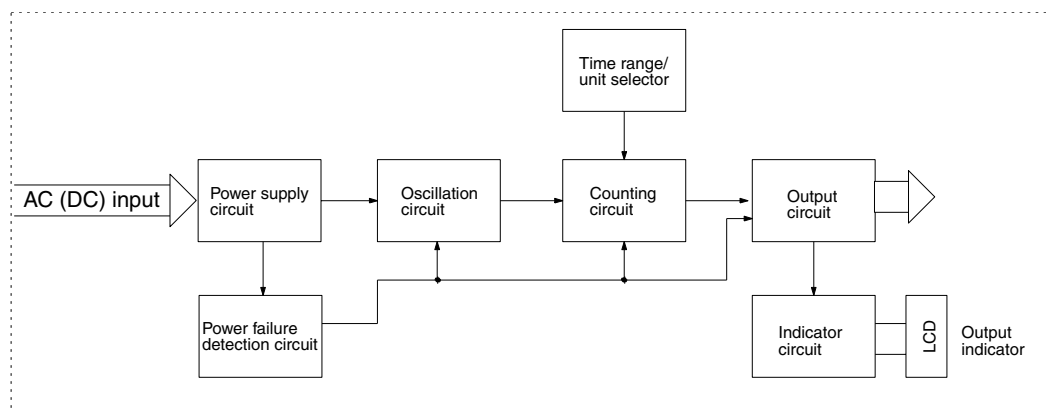 Time range/
unit selector
AC (DC) input
Power supply
circuit
Oscillation
circuit
Counting
circuit
Output
circuit
Power failure
detection circuit
Indicator
circuit
LCD
Output
indicator